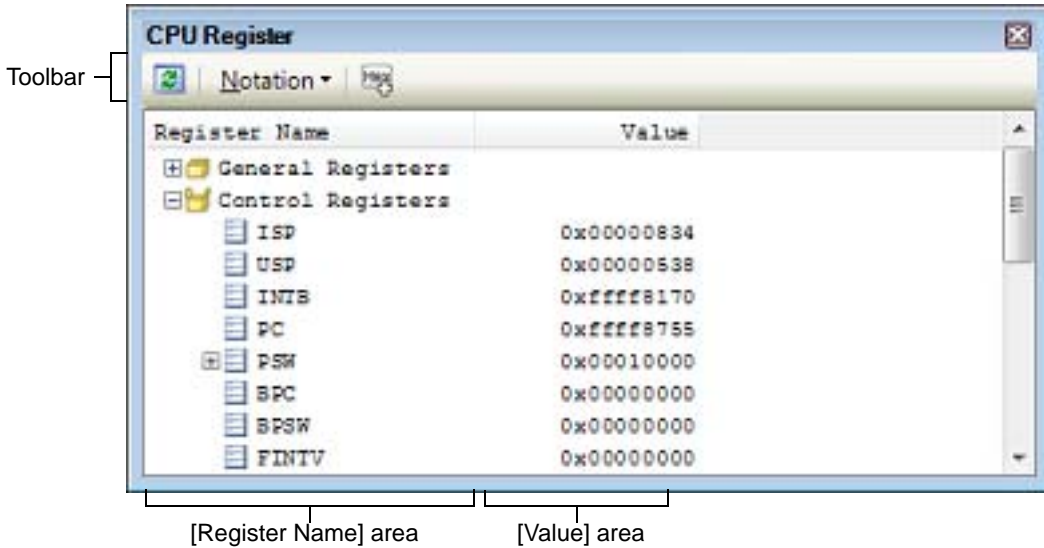 CPU Register
Toolbar
Notation
Register Name Value
General Registers
Control Registers
ISP 0x00000834
USP 0x00000538
INTB 0xffff8170
PC 0xffff8755
PSW 0x00010000
BPC 0x00000000
BPSW 0x00000000
FINTV 0x00000000
[Register Name] area [Value] area